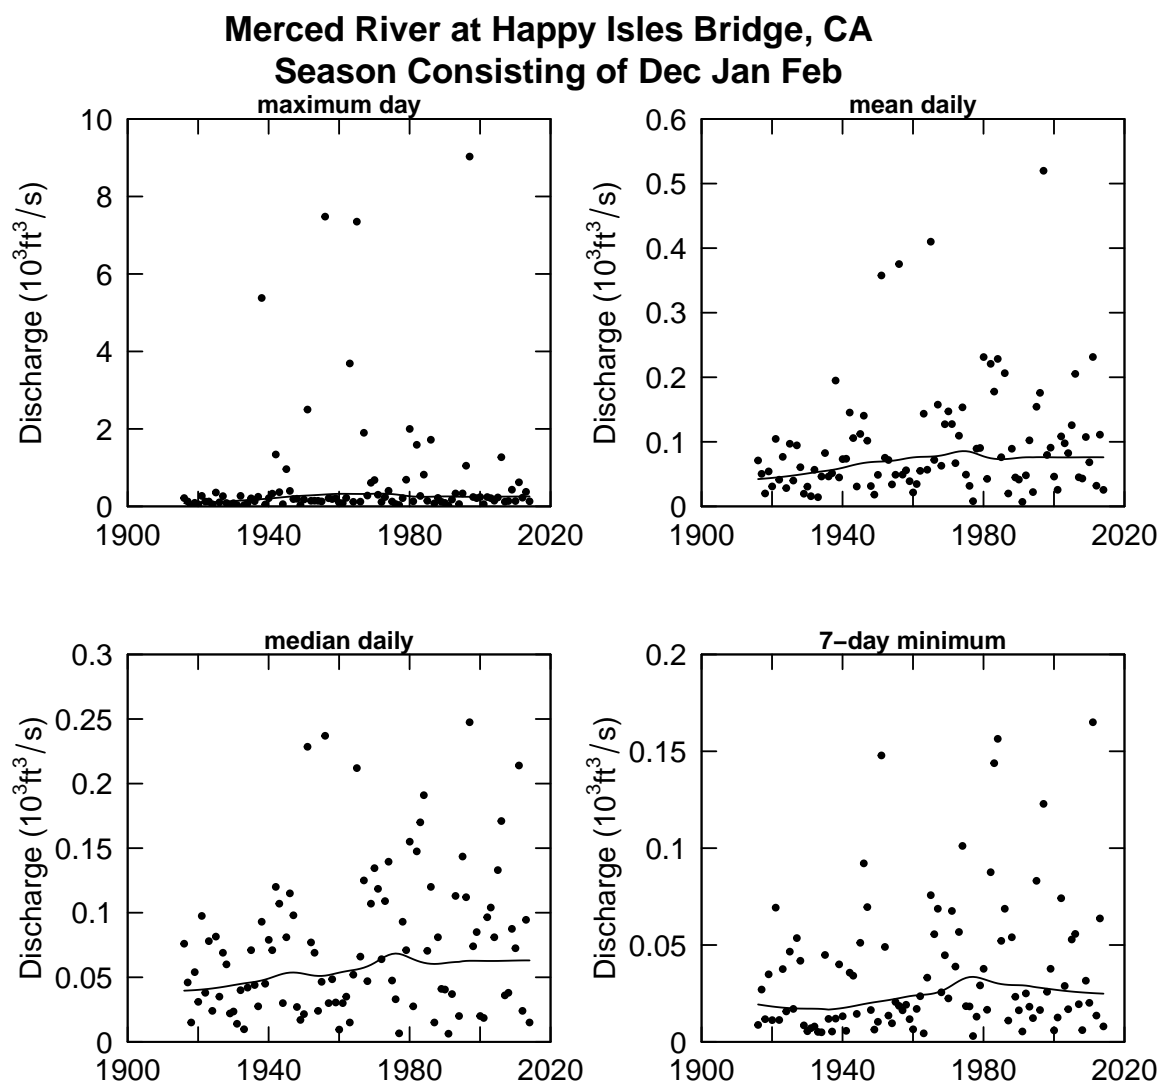 Merced River at Happy Isles Bridge, CA
Season Consisting of Dec Jan Feb
maximum day
Discharge (10³ft³/s)
10
8
6
4
2
0
1900 1940 1980 2020
mean daily
Discharge (10³ft³/s)
0.6
0.5
0.4
0.3
0.2
0.1
0
1900 1940 1980 2020
median daily
Discharge (10³ft³/s)
0.3
0.25
0.2
0.15
0.1
0.05
0
1900 1940 1980 2020
7−day minimum
Discharge (10³ft³/s)
0.2
0.15
0.1
0.05
0
1900 1940 1980 2020